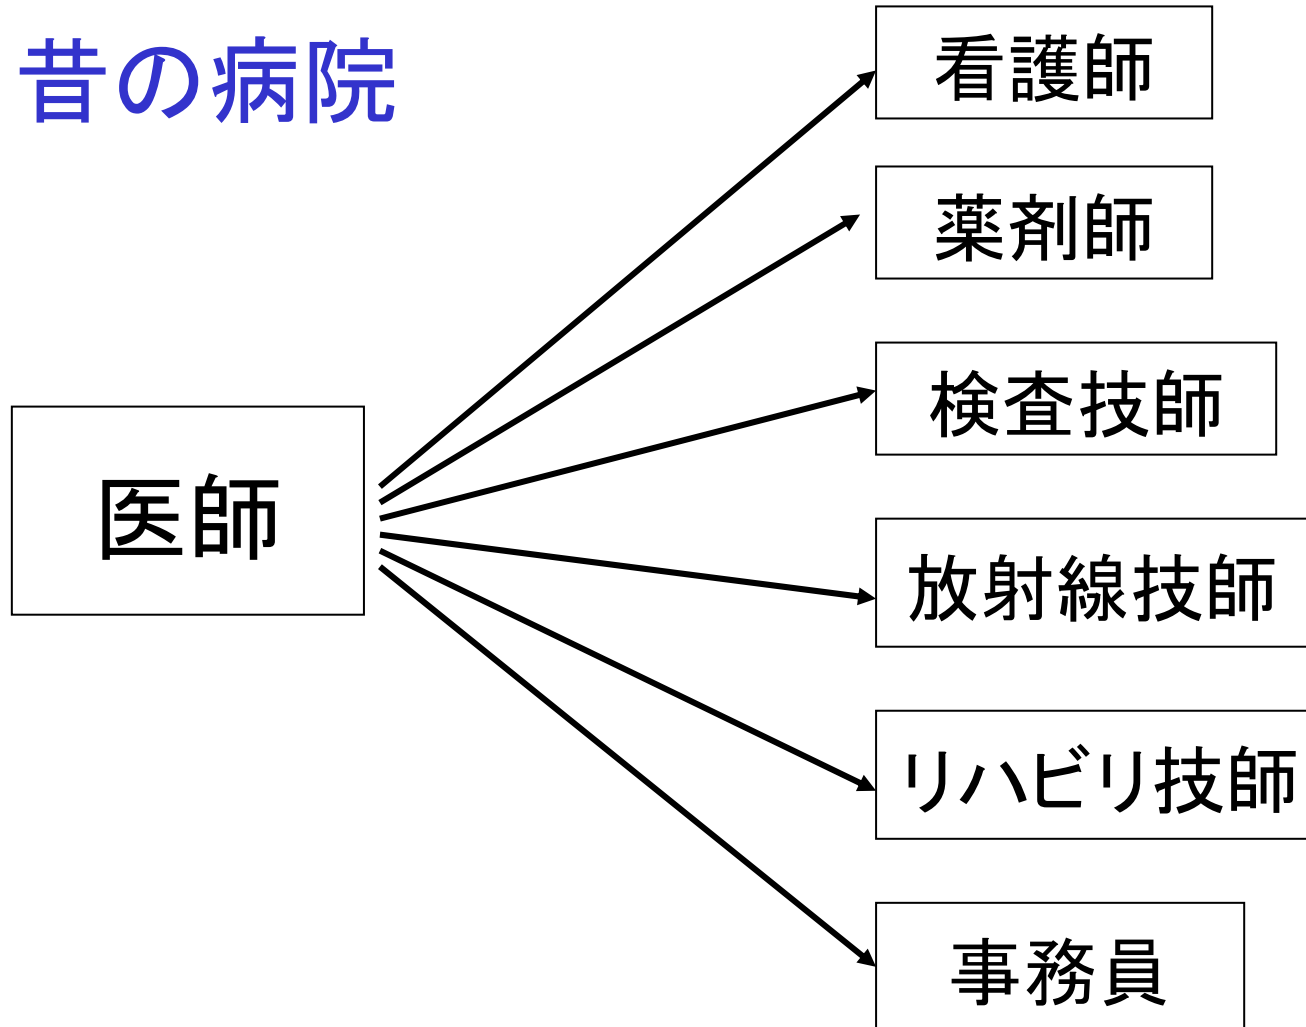 昔の病院
看護師
薬剤師
検査技師
医師
放射線技師
リハビリ技師
事務員